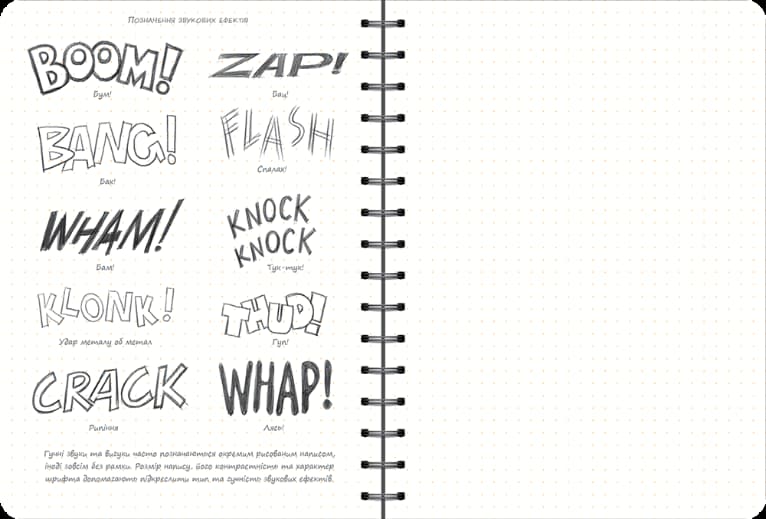 Позначення звукових ефектів
BOOM!
Бум!
ZAP!
Бац!
BANG!
Бах!
FLASH
Спалах!
WHAM!
Бам!
KNOCK
KNOCK
Тук-тук!
KLONK!
Удар металу об метал
THUD!
Гуп!
CRACK
Рипіння
WHAP!
Лясь!
Гучні звуки та вигуки часто позначаються окремим рисованим написом,
іноді зовсім без рамки. Розмір напису, його контрастність та характер
шрифта допомагають підкреслити тип та гучність звукових ефектів.